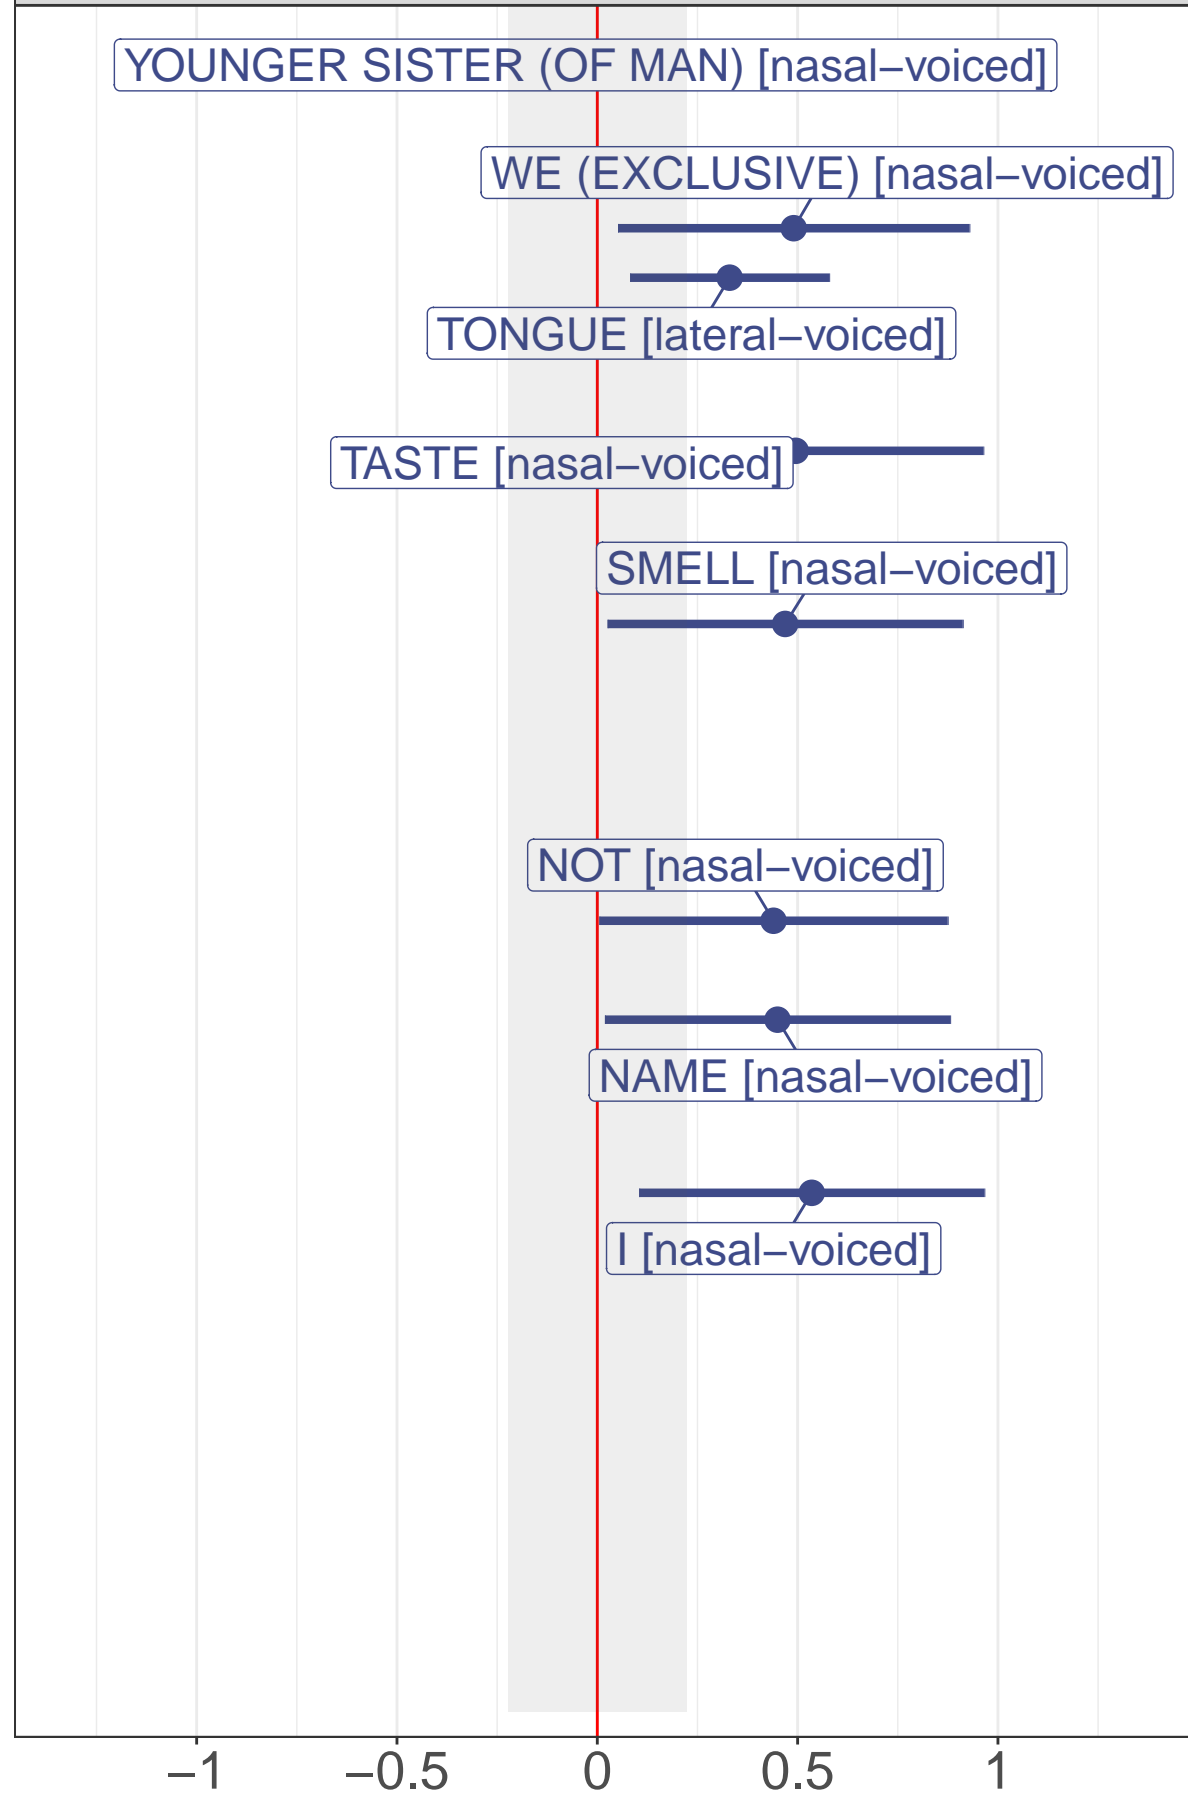 YOUNGER SISTER (OF MAN) [nasal−voiced]
WE (EXCLUSIVE) [nasal−voiced]
TONGUE [lateral−voiced]
TASTE [nasal−voiced]
SMELL [nasal−voiced]
NOT [nasal−voiced]
NAME [nasal−voiced]
I [nasal−voiced]
−1 −0.5 0 0.5 1